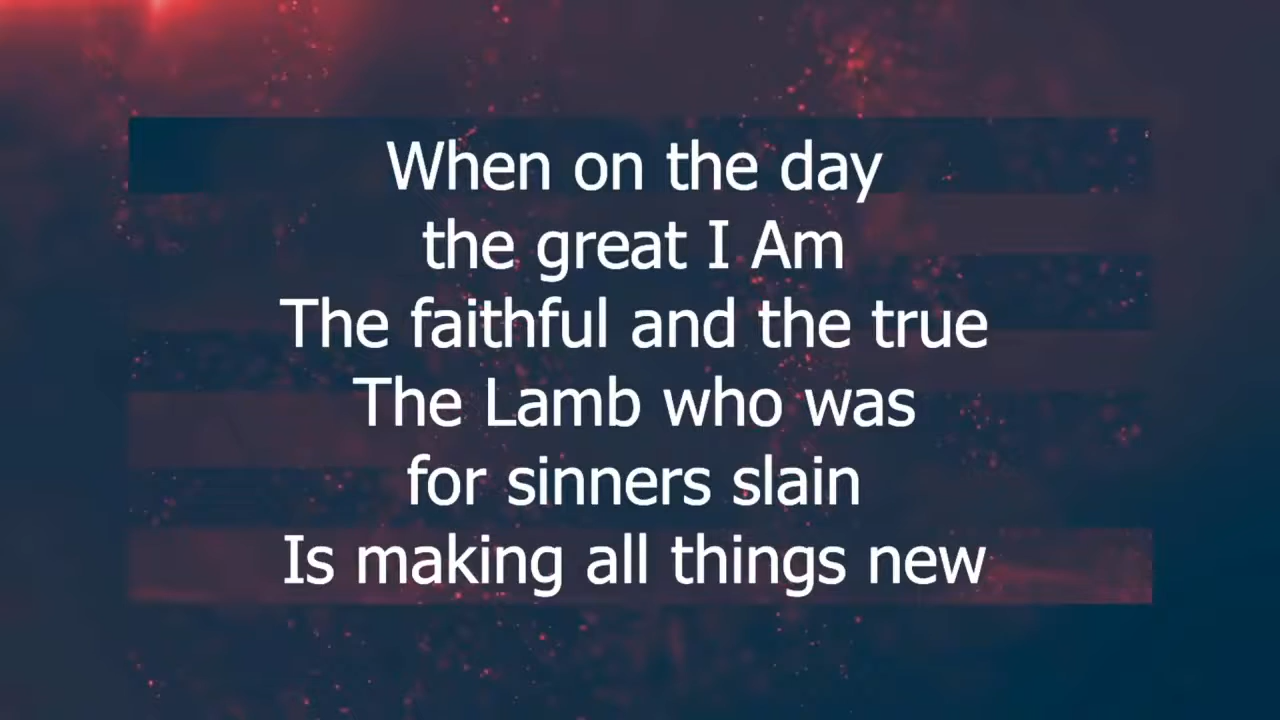 When on the day
the great I Am
The faithful and the true
The Lamb who was
for sinners slain
Is making all things new